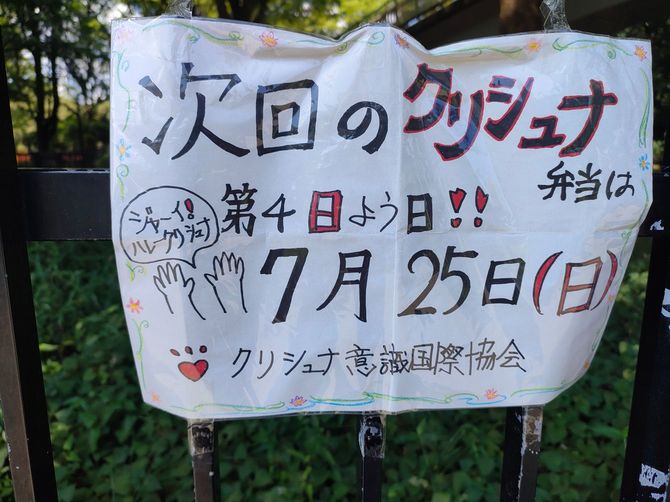 次回のクリシュナ
弁当は
ジャーイ!
ハレークリシュナ
第4日よう日!!
7月 25日(日)
クリシュナ意識国際協会